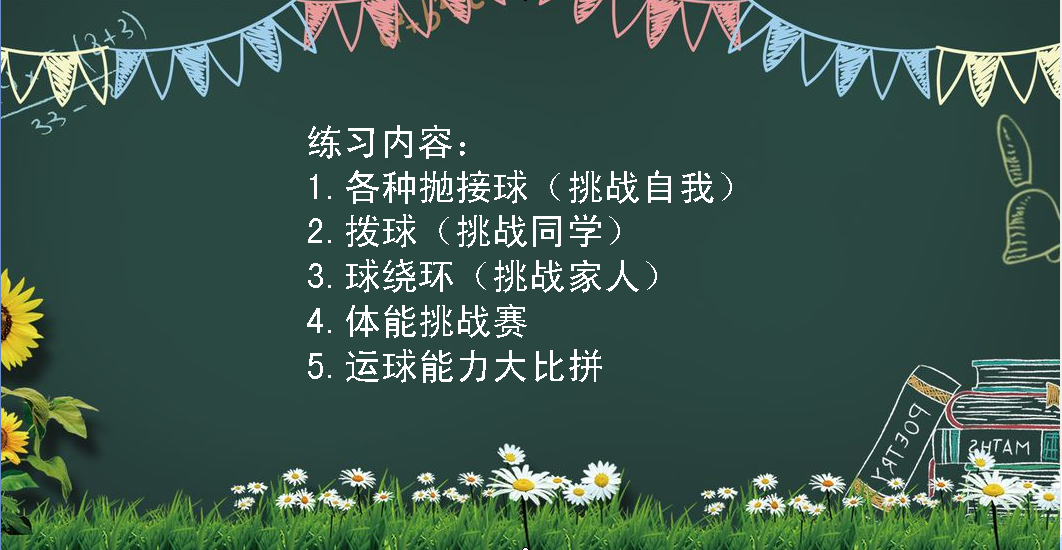 练习内容：
1.各种抛接球（挑战自我）
2.拨球（挑战同学）
3.球绕环（挑战家人）
4.体能挑战赛
5.运球能力大比拼
POETRY
MATHS